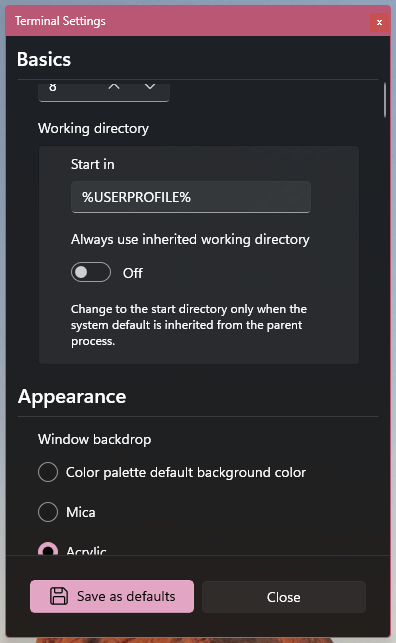 Terminal Settings
x
Basics
8
Working directory
Start in
%USERPROFILE%
Always use inherited working directory
Off
Change to the start directory only when the
system default is inherited from the parent
process.
Appearance
Window backdrop
Color palette default background color
Mica
Acrylic
Save as defaults
Close